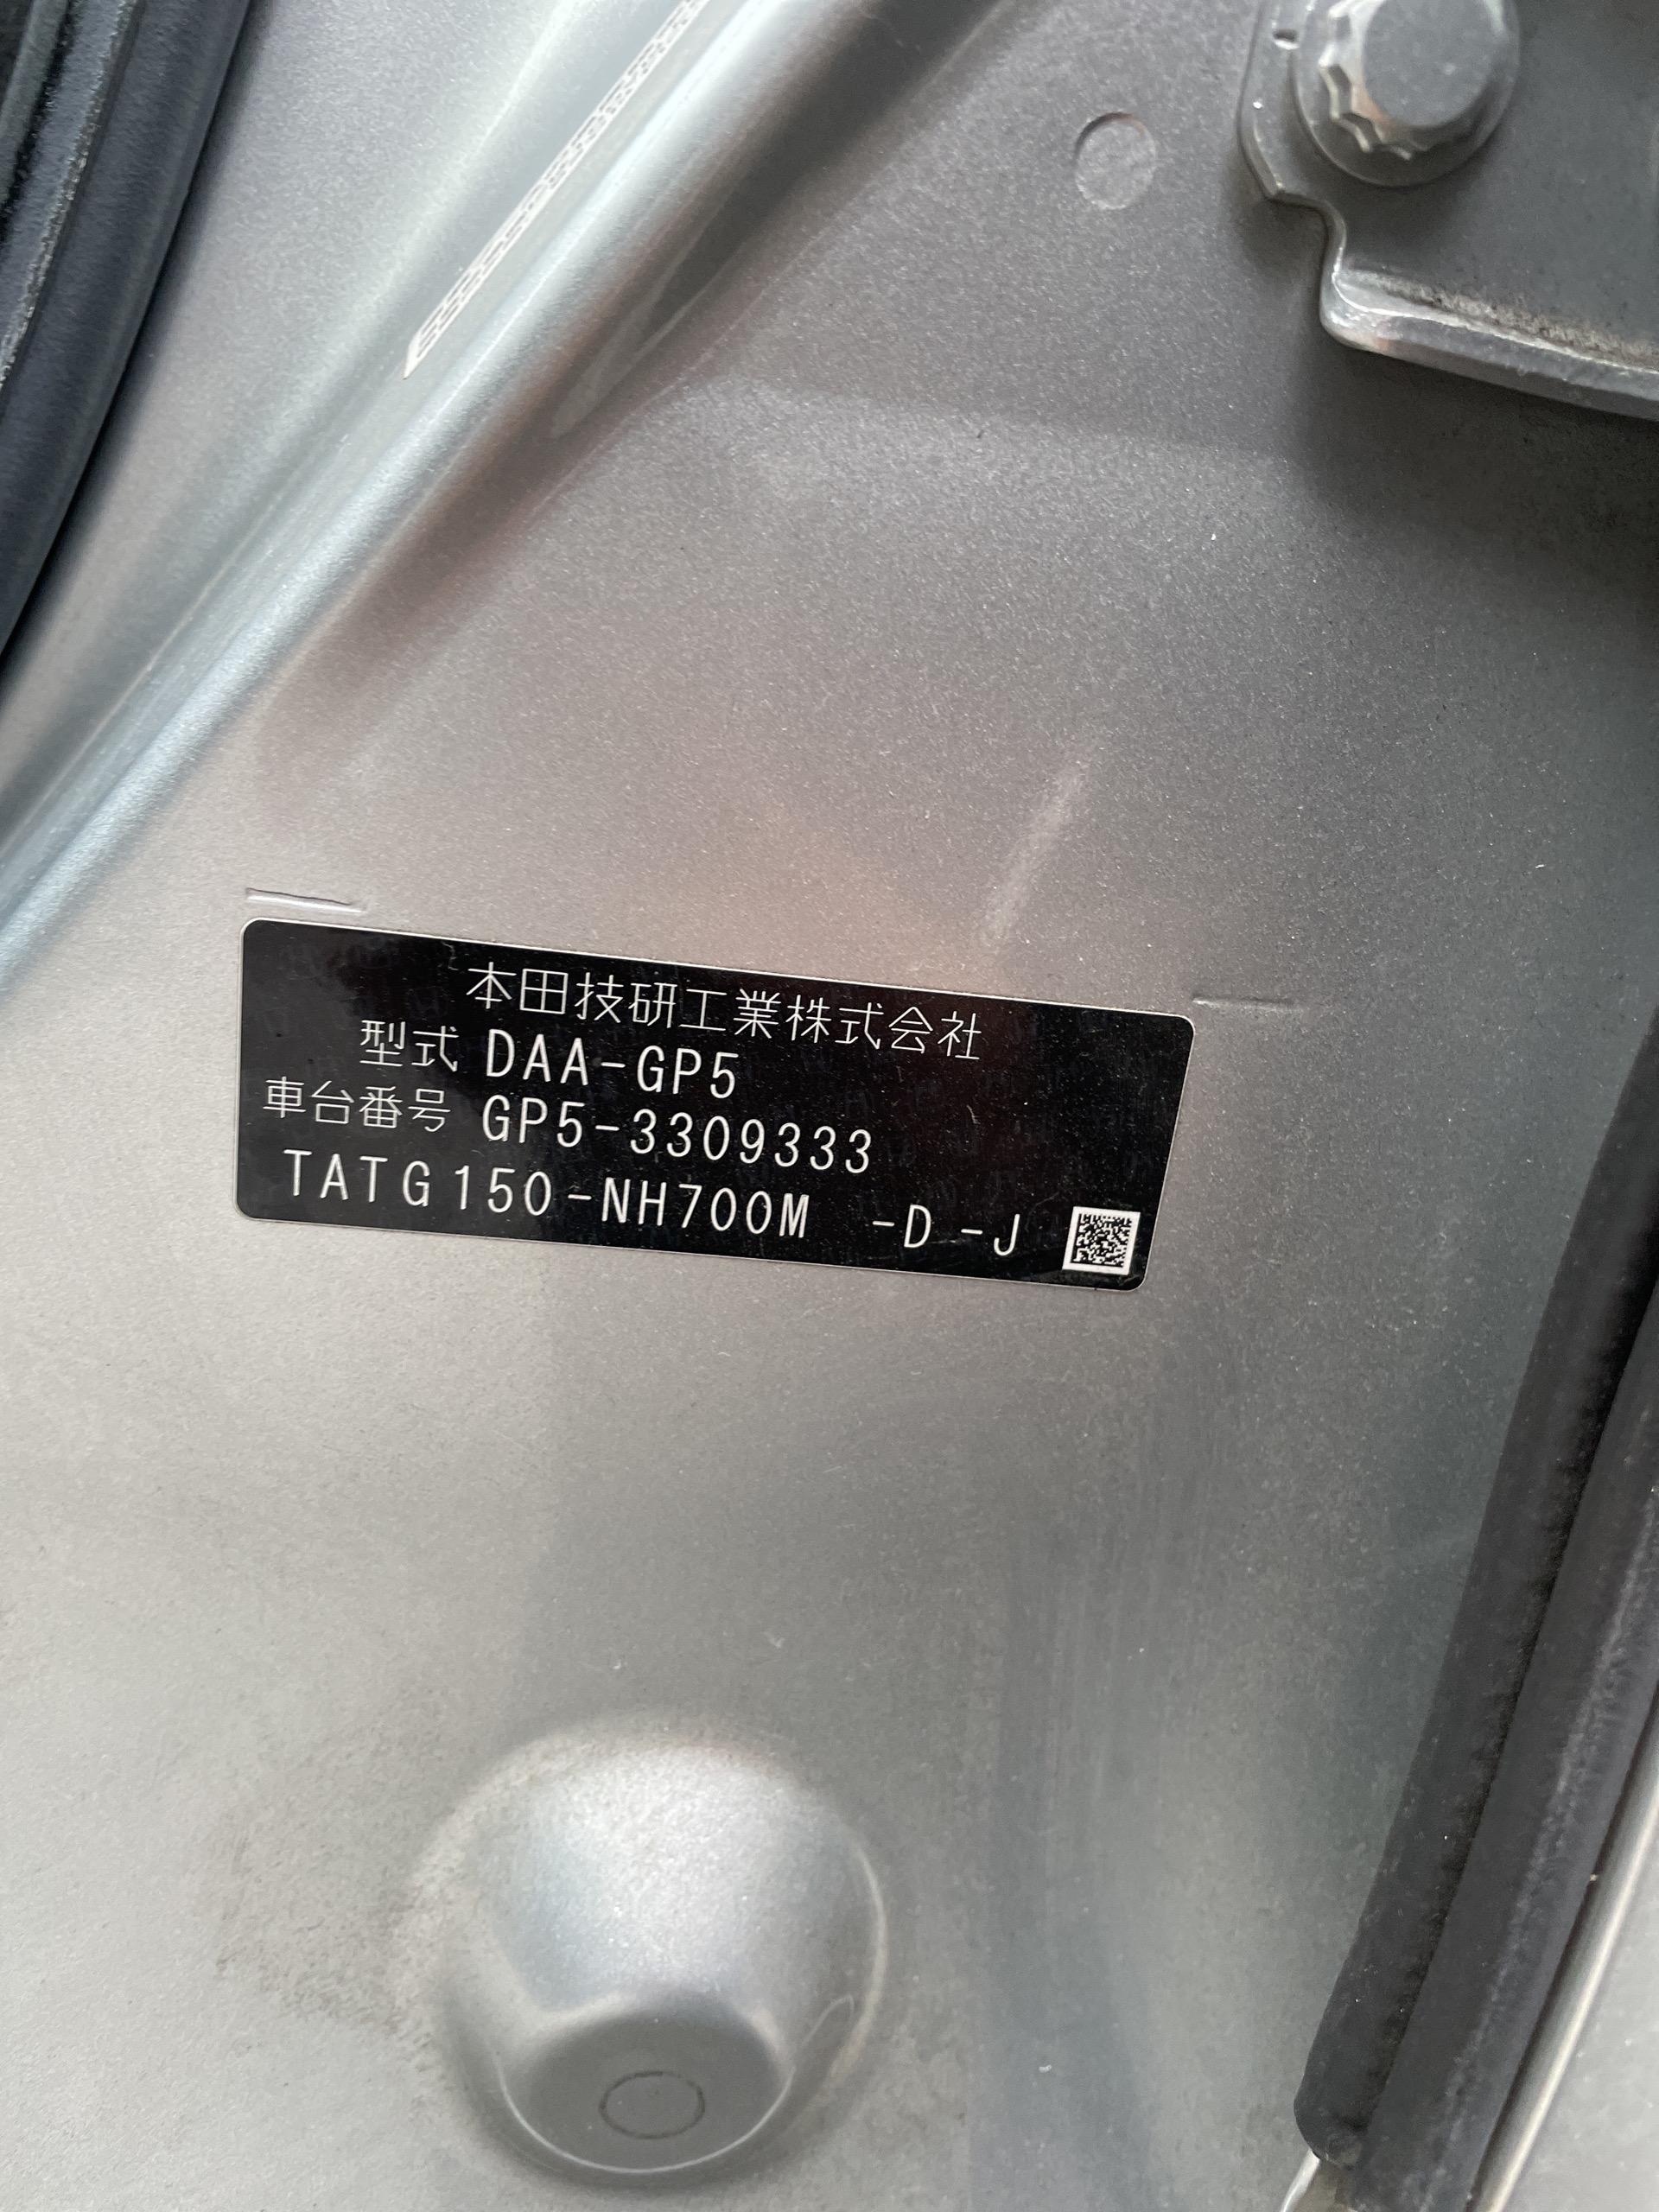 本田技研工業株式会社
型式 DAA-GP5
車台番号 GP5-3309333
TATG150-NH700M -D -J